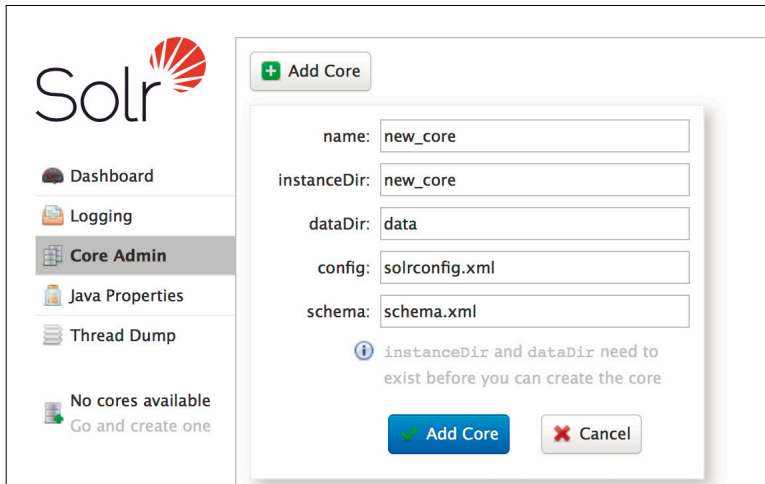 Solr
Dashboard
Logging
Core Admin
Java Properties
Thread Dump
No cores available
Go and create one
Add Core
name: new_core
instanceDir: new_core
dataDir: data
config: solrconfig.xml
schema: schema.xml
instanceDir and dataDir need to
exist before you can create the core
Add Core
Cancel